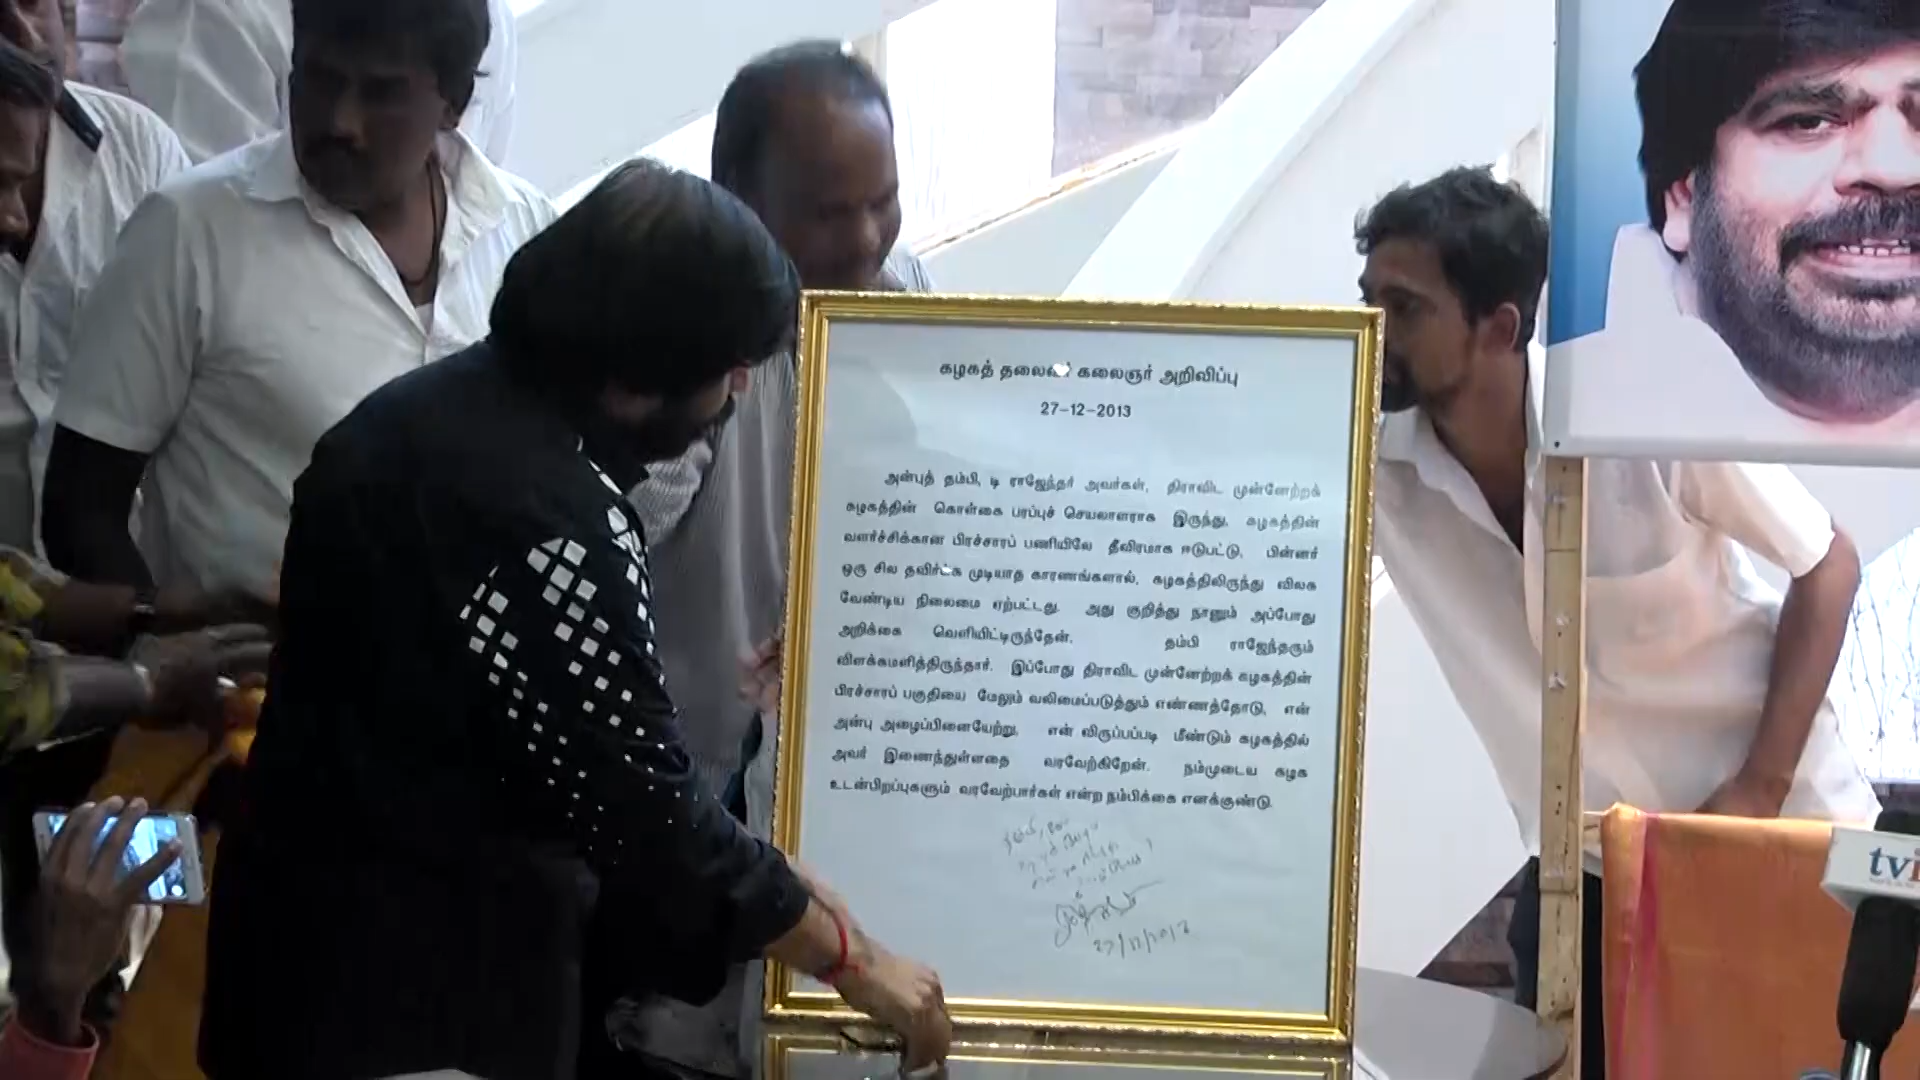 கழகத் தலைவர் கலைஞர் அறிவிப்பு
27-12-2013
அன்புத் தம்பி, டி ராஜேந்தர் அவர்கள், திராவிட முன்னேற்றக்
கழகத்தின் கொள்கை பரப்புச் செயலாளராக இருந்து, கழகத்தின்
வளர்ச்சிக்கான பிரச்சாரப் பணியிலே தீவிரமாக ஈடுபட்டு, பின்னர்
ஒரு சில தவிர்க்க முடியாத காரணங்களால், கழகத்திலிருந்து விலக
வேண்டிய நிலைமை ஏற்பட்டது. அது குறித்து நானும் அப்போது
அறிக்கை வெளியிட்டிருந்தேன். தம்பி ராஜேந்தரும்
விளக்கமளித்திருந்தார். இப்போது திராவிட முன்னேற்றக் கழகத்தின்
பிரச்சாரப் பகுதியை மேலும் வலிமைப்படுத்தும் எண்ணத்தோடு, என்
அன்பு அழைப்பினையேற்று, என் விருப்பப்படி மீண்டும் கழகத்தில்
அவர் இணைந்துள்ளதை வரவேற்கிறேன். நம்முடைய கழக
உடன்பிறப்புகளும் வரவேற்பார்கள் என்ற நம்பிக்கை எனக்குண்டு.
27/12/2013